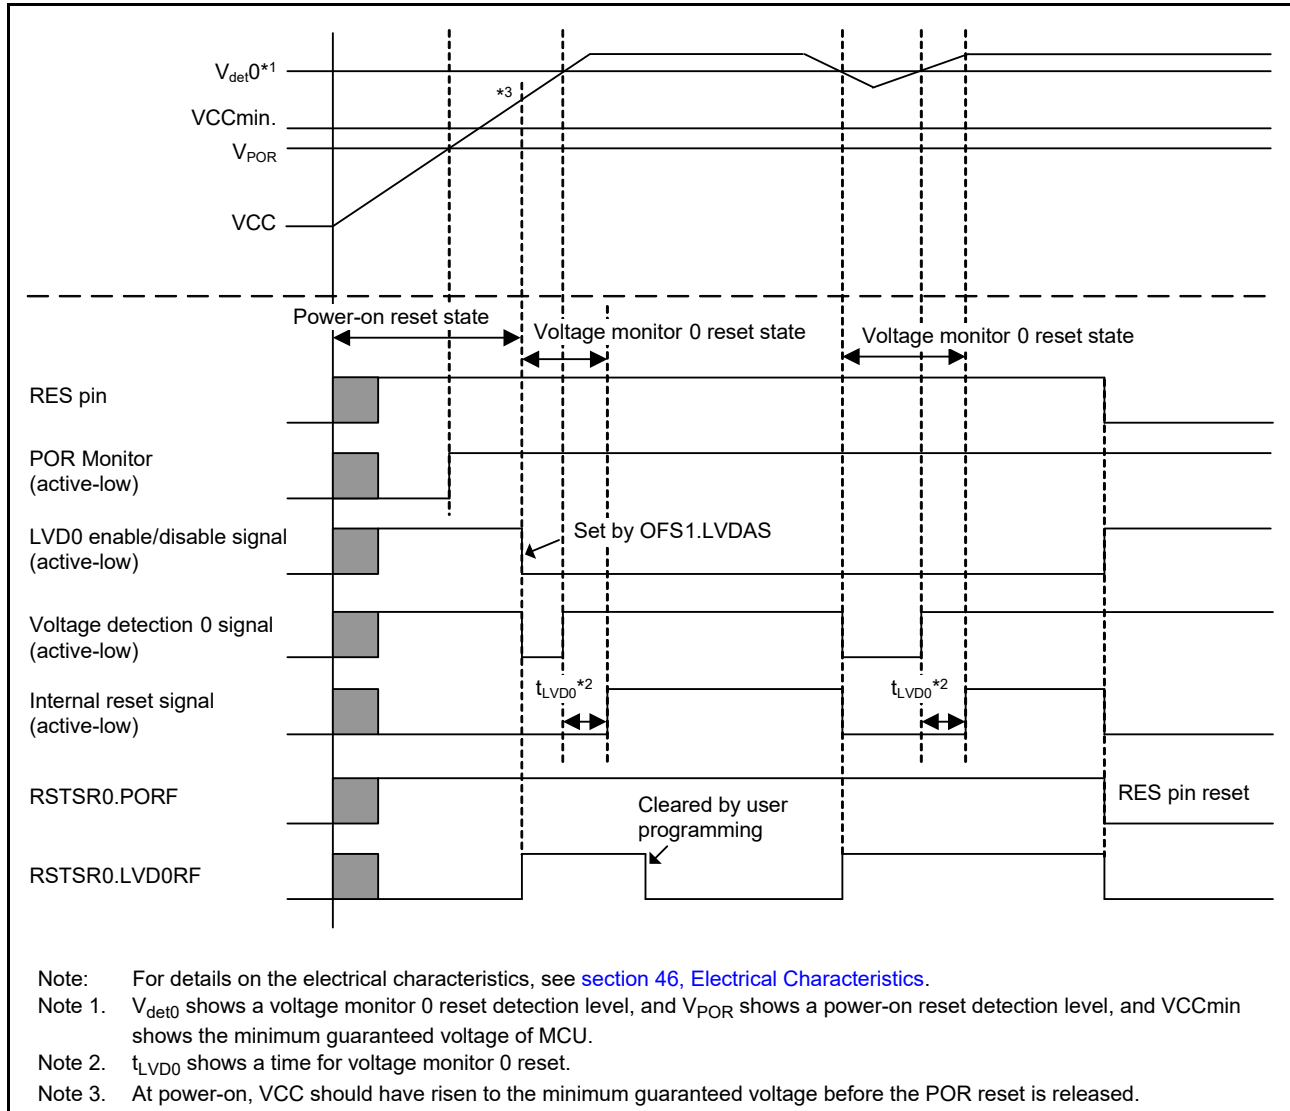 Vdet0*1
*3
VCCmin.
VPOR
VCC
Power-on reset state
Voltage monitor 0 reset state
Voltage monitor 0 reset state
RES pin
POR Monitor
(active-low)
LVD0 enable/disable signal
(active-low)
Set by OFS1.LVDAS
Voltage detection 0 signal
(active-low)
Internal reset signal
(active-low)
tLVD0*2
tLVD0*2
RSTSR0.PORF
RES pin reset
Cleared by user
programming
RSTSR0.LVD0RF
Note: For details on the electrical characteristics, see section 46, Electrical Characteristics.
Note 1. Vdet0 shows a voltage monitor 0 reset detection level, and VPOR shows a power-on reset detection level, and VCCmin
shows the minimum guaranteed voltage of MCU.
Note 2. tLVD0 shows a time for voltage monitor 0 reset.
Note 3. At power-on, VCC should have risen to the minimum guaranteed voltage before the POR reset is released.